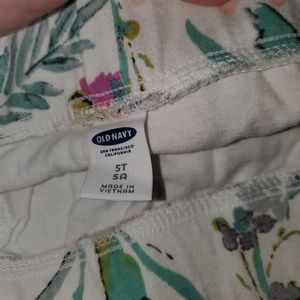 OLD NAVY
SAN FRANCISCO
CALIFORNIA
5T
5A
MADE IN
VIETNAM